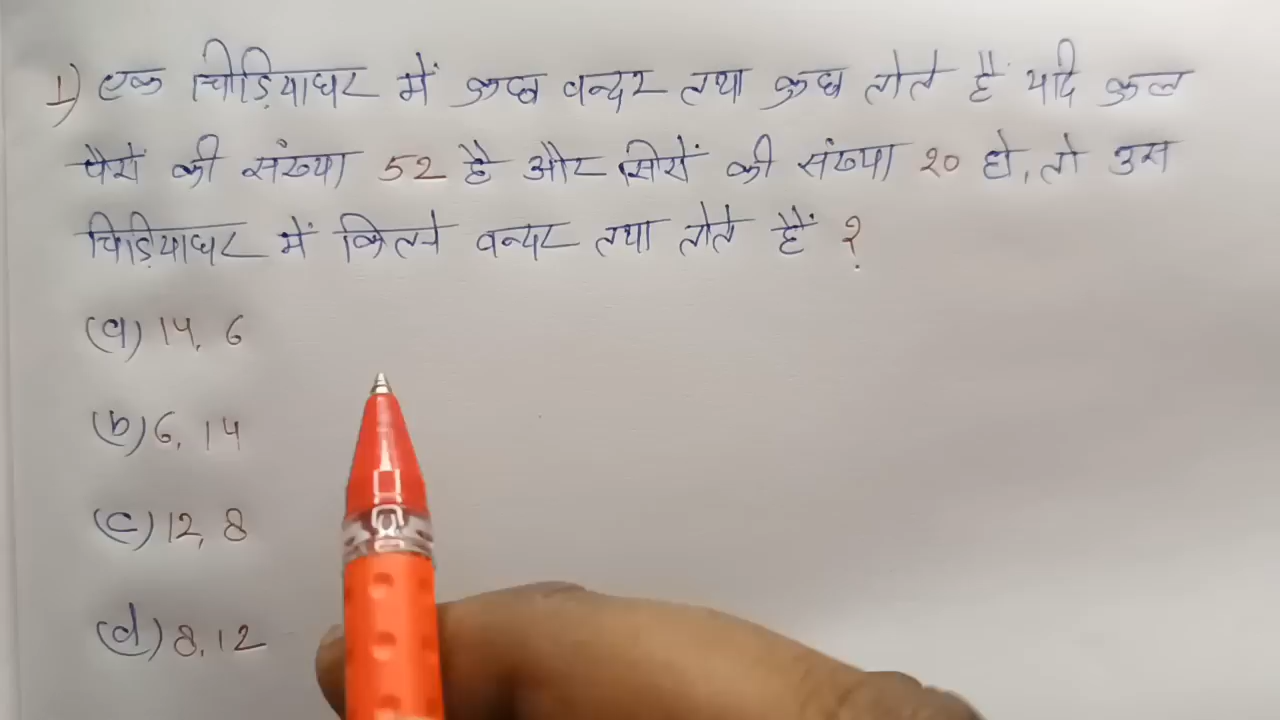 1) एक चिड़ियाघर में कुछ बन्दर तथा कुछ तोते हैं यदि कुल
पैरों की संख्या 52 है और सिरों की संख्या 20 हो, तो उस
चिड़ियाघर में कितने बन्दर तथा तोते हैं ?
(a) 14, 6
(b) 6, 14
(c) 12, 8
(d) 8, 12